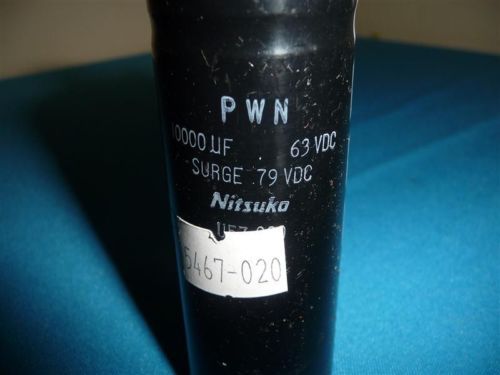 PWN
10000 µF 63 VDC
SURGE 79 VDC
Nitsuko
5467-020